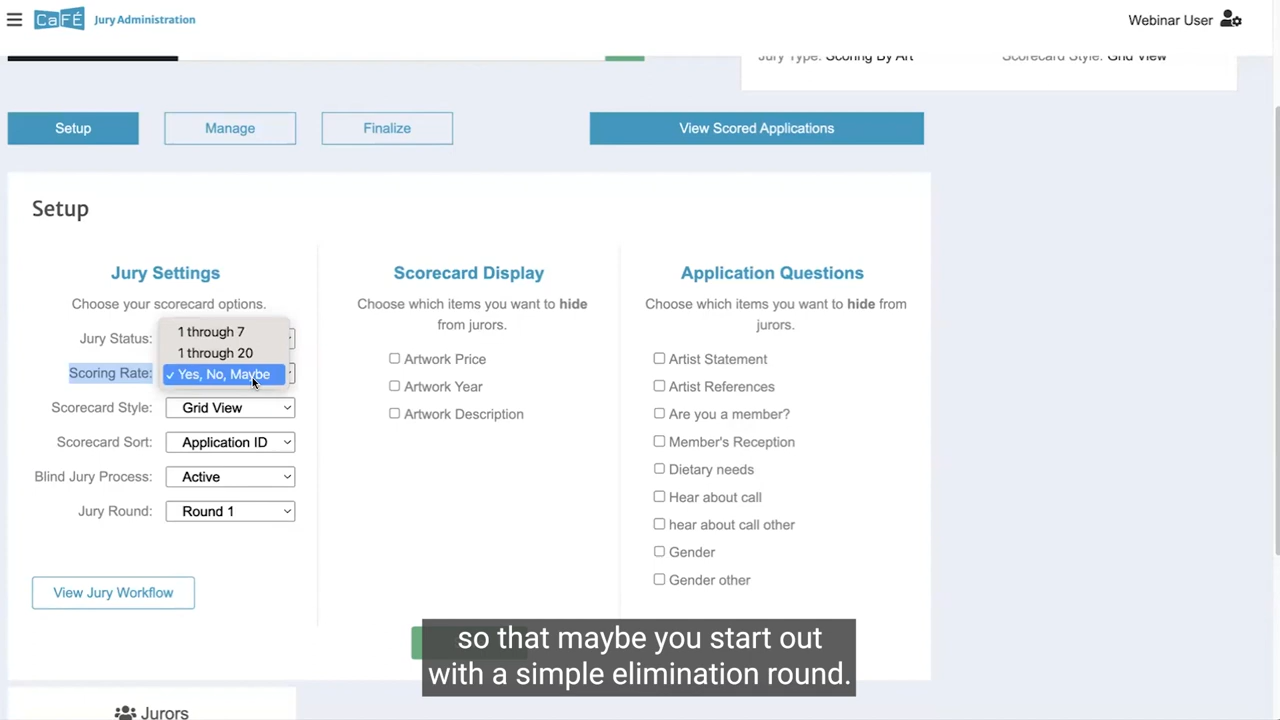 CaFÉ Jury Administration
Webinar User
Jury Type: Scoring By Art
Scorecard Style: Grid View
Setup
Manage
Finalize
View Scored Applications
Setup
Jury Settings
Choose your scorecard options.
Jury Status:
1 through 7
1 through 20
Scoring Rate:
✓ Yes, No, Maybe
Scorecard Style: Grid View
Scorecard Sort: Application ID
Blind Jury Process: Active
Jury Round: Round 1
View Jury Workflow
Scorecard Display
Choose which items you want to hide
from jurors.
Artwork Price
Artwork Year
Artwork Description
Application Questions
Choose which items you want to hide from
jurors.
Artist Statement
Artist References
Are you a member?
Member's Reception
Dietary needs
Hear about call
hear about call other
Gender
Gender other
so that maybe you start out
with a simple elimination round.
Jurors